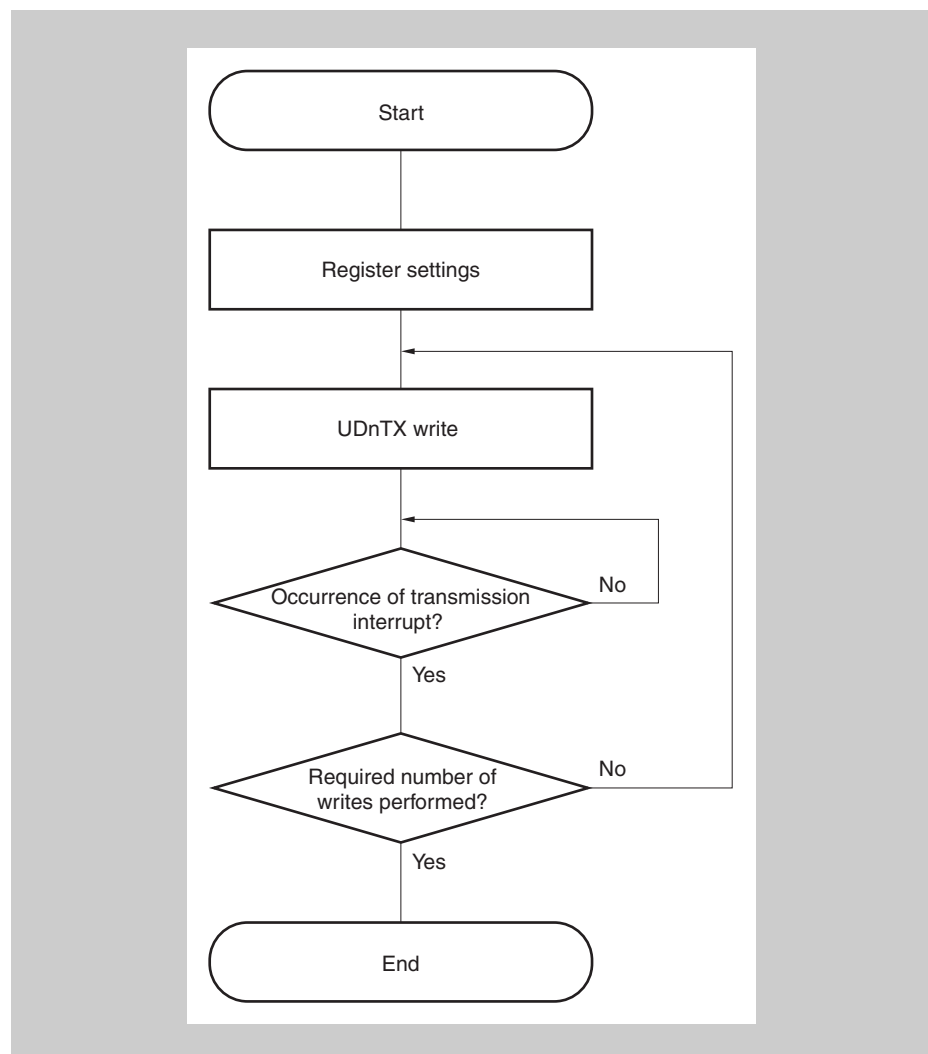 Start
Register settings
UDnTX write
Occurrence of transmission
interrupt?
No
Yes
Required number of
writes performed?
No
Yes
End